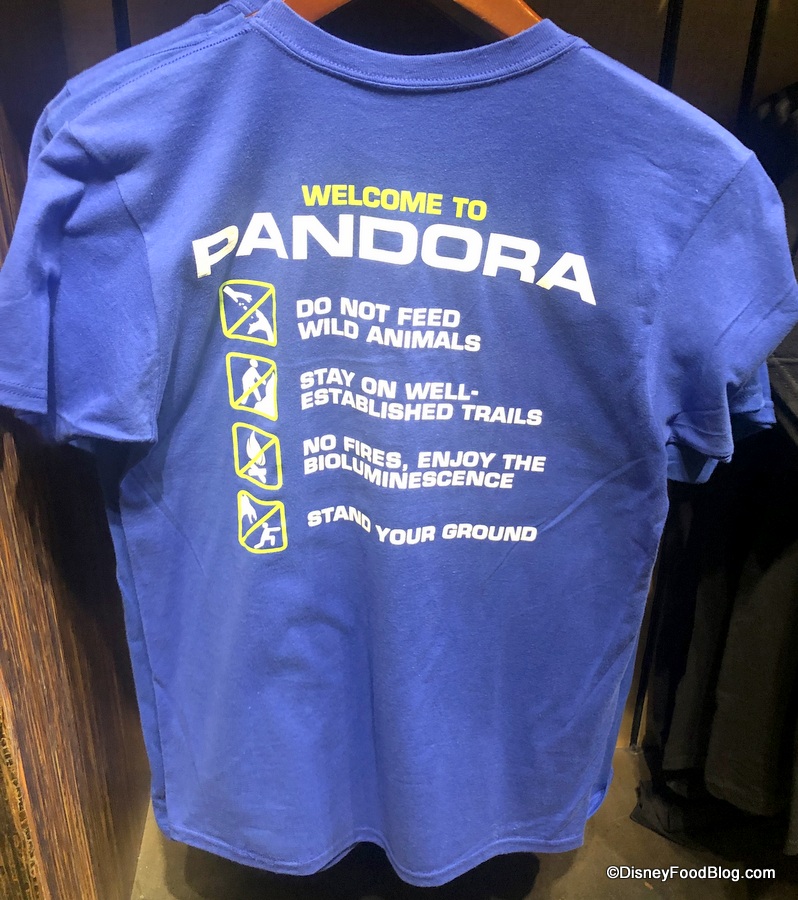 WELCOME TO
PANDORA
DO NOT FEED
WILD ANIMALS
STAY ON WELL-
ESTABLISHED TRAILS
NO FIRES, ENJOY THE
BIOLUMINESCENCE
STAND YOUR GROUND
©DisneyFoodBlog.com